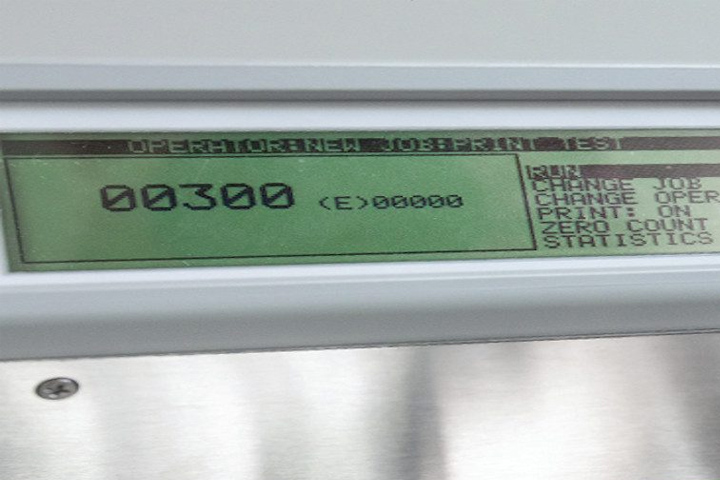 OPERATOR:NEW JOB:PRINT TEST
00300 (E)00000
RUN
CHANGE JOB
CHANGE OPER
PRINT: ON
ZERO COUNT
STATISTICS